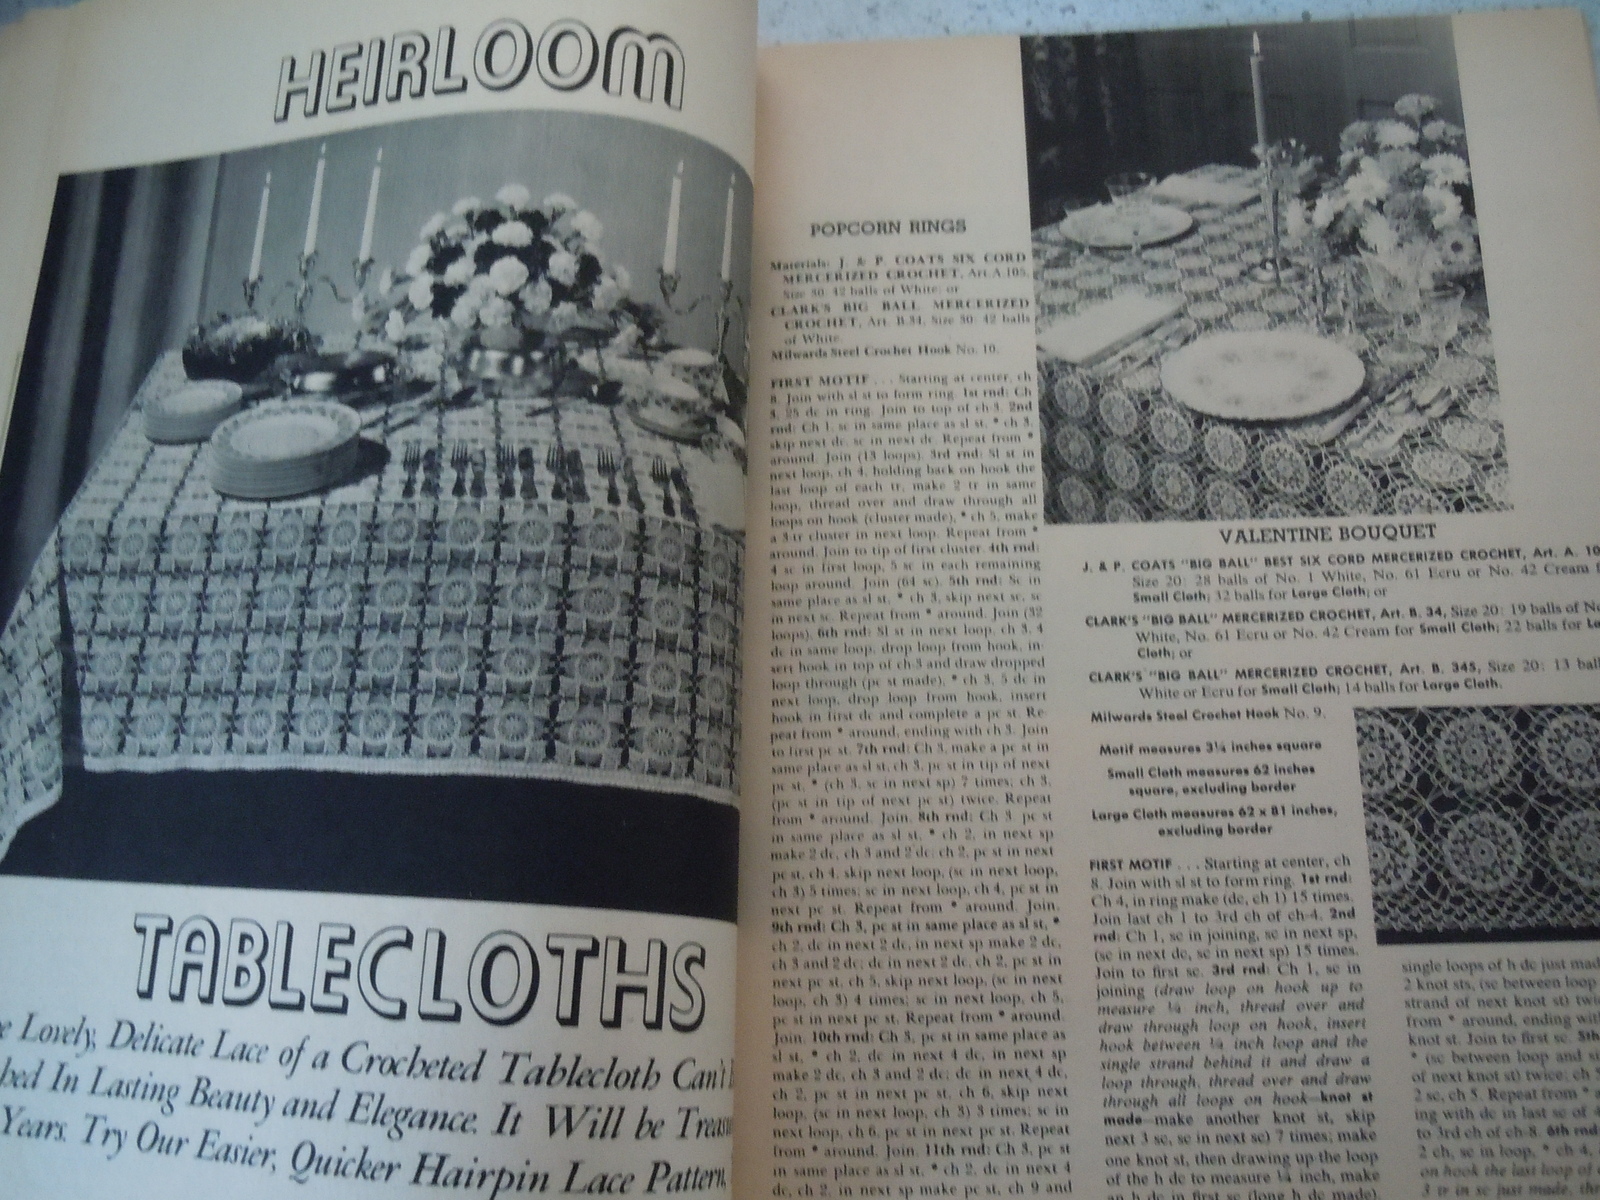 HEIRLOOM
TABLECLOTHS
Lovely, Delicate Lace of a Crocheted Tablecloth Can't
In Lasting Beauty and Elegance. It Will be
Years. Try Our Easier, Quicker Hairpin Lace Pattern,
POPCORN RINGS
Materials: J. & P. COATS SIX CORD
MERCERIZED CROCHET, Art. A.105,
Size 30: 42 balls of White; or
CLARK'S BIG BALL MERCERIZED
CROCHET, Art. B.34, Size 30: 42 balls
of White.
Milwards Steel Crochet Hook No. 10.
FIRST MOTIF . . . Starting at center, ch
8. Join with sl st to form ring. 1st rnd: Ch
3, 25 dc in ring. Join to top of ch-3. 2nd
rnd: Ch 1, sc in same place as sl st, * ch 3,
skip next dc, sc in next dc. Repeat from *
around. Join (13 loops). 3rd rnd: Sl st in
next loop, ch 4, holding back on hook the
last loop of each tr, make 2 tr in same
loop, thread over and draw through all
loops on hook (cluster made), * ch 5, make
a 3-tr cluster in next loop. Repeat from *
around. Join to tip of first cluster. 4th rnd:
4 sc in first loop, 5 sc in each remaining
loop around. Join (64 sc). 5th rnd: Sc in
same place as sl st, * ch 3, skip next sc, sc
in next sc. Repeat from * around. Join (32
loops). 6th rnd: Sl st in next loop, ch 3, 4
dc in same loop, drop loop from hook, in-
sert hook in top of ch-3 and draw dropped
loop through (pc st made), * ch 3, 5 dc in
next loop, drop loop from hook, insert
hook in first dc and complete a pc st. Re-
peat from * around, ending with ch 3. Join
to first pc st. 7th rnd: Ch 3, make a pc st in
same place as sl st, ch 3, pc st in tip of next
pc st, * (ch 3, sc in next sp) 7 times; ch 3,
(pc st in tip of next pc st) twice. Repeat
from * around. Join. 8th rnd: Ch 3, pc st
in same place as sl st, * ch 2, in next sp
make 2 dc, ch 3 and 2 dc; ch 2, pc st in next
pc st, ch 4, skip next loop, (sc in next loop,
ch 3) 5 times; sc in next loop, ch 4, pc st in
next pc st. Repeat from * around. Join.
9th rnd: Ch 3, pc st in same place as sl st, *
ch 2, dc in next 2 dc, in next sp make 2 dc,
ch 3 and 2 dc; dc in next 2 dc, ch 2, pc st in
next pc st, ch 5, skip next loop, (sc in next
loop, ch 3) 4 times; sc in next loop, ch 5,
pc st in next pc st. Repeat from * around.
Join. 10th rnd: Ch 3, pc st in same place as
sl st, * ch 2, dc in next 4 dc, in next sp
make 2 dc, ch 3 and 2 dc; dc in next 4 dc,
ch 2, pc st in next pc st, ch 6, skip next
loop, (sc in next loop, ch 3) 3 times; sc in
next loop, ch 6, pc st in next pc st. Repeat
from * around. Join. 11th rnd: Ch 3, pc st
in same place as sl st, * ch 2, dc in next 4
dc, ch 2, in next sp make pc st, ch 9 and
VALENTINE BOUQUET
J. & P. COATS "BIG BALL" BEST SIX CORD MERCERIZED CROCHET, Art. A. 10
Size 20: 28 balls of No. 1 White, No. 61 Ecru or No. 42 Cream
Small Cloth; 32 balls for Large Cloth; or
CLARK'S "BIG BALL" MERCERIZED CROCHET, Art. B. 34, Size 20: 19 balls of
White, No. 61 Ecru or No. 42 Cream for Small Cloth; 22 balls for
Cloth; or
CLARK'S "BIG BALL" MERCERIZED CROCHET, Art. B. 345, Size 20: 13
White or Ecru for Small Cloth; 14 balls for Large Cloth.
Milwards Steel Crochet Hook No. 9.
Motif measures 3¼ inches square
Small Cloth measures 62 inches
square, excluding border
Large Cloth measures 62 x 81 inches,
excluding border
FIRST MOTIF . . . Starting at center, ch
8. Join with sl st to form ring. 1st rnd:
Ch 4, in ring make (dc, ch 1) 15 times.
Join last ch 1 to 3rd ch of ch-4. 2nd
rnd: Ch 1, sc in joining, sc in next sp,
(sc in next dc, sc in next sp) 15 times.
Join to first sc. 3rd rnd: Ch 1, sc in
joining (draw loop on hook up to
measure ¼ inch, thread over and
draw through loop on hook, insert
hook between ¼ inch loop and the
single strand behind it and draw a
loop through, thread over and draw
through all loops on hook—knot st
made—make another knot st, skip
next 3 sc, sc in next sc) 7 times; make
one knot st, then drawing up the loop
of the h dc to measure ¼ inch, make
an h dc in first sc (long h dc made)
single loops of h dc just
2 knot sts, (sc between loop
strand of next knot st)
from * around, ending
knot st. Join to first sc.
* (sc between loop and
of next knot st) twice; ch
2 sc, ch 5. Repeat from *
ing with dc in last sc of
to 3rd ch of ch-8. 6th
2 ch, sc in loop, * ch 4,
on hook the last loop of
3 tr in sc just made,